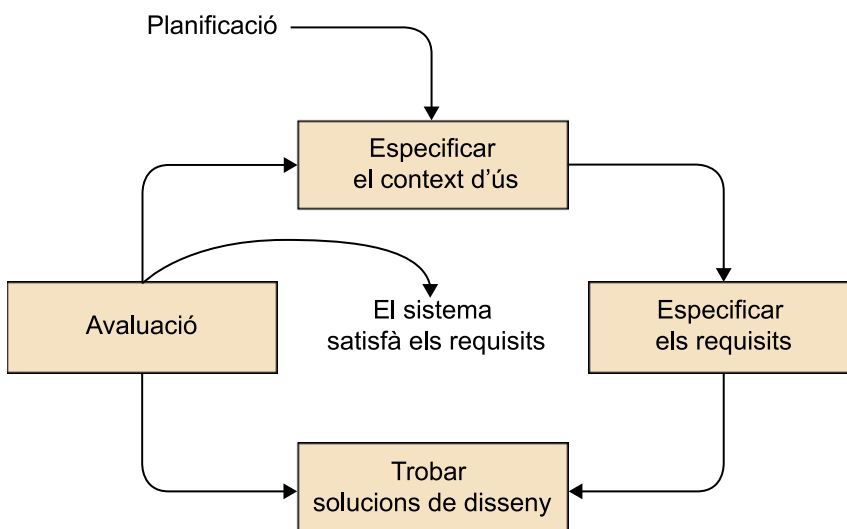 Planificació
Especificar
el context d'ús
Avaluació
El sistema
satisfà els requisits
Especificar
els requisits
Trobar
solucions de disseny